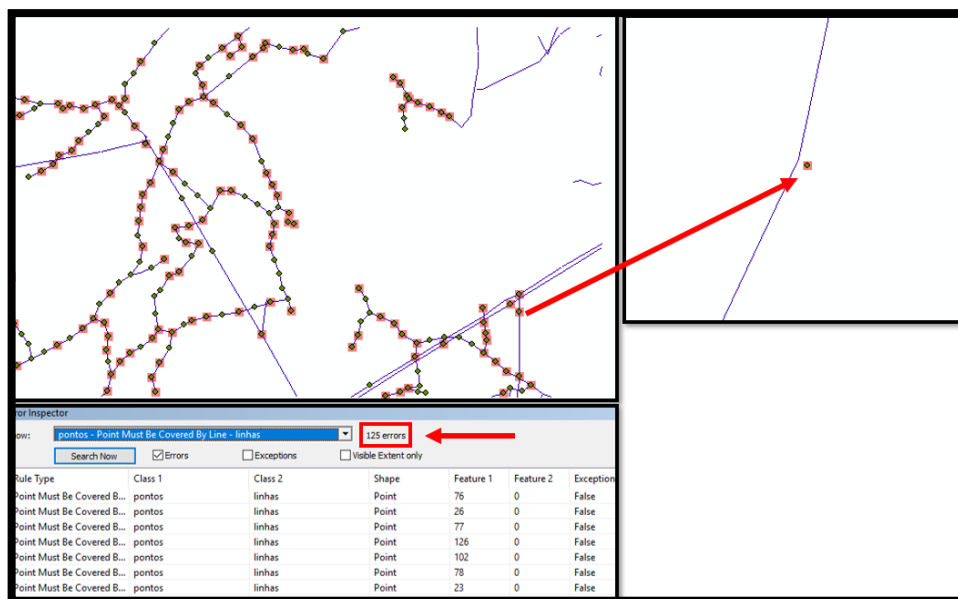 ror Inspector
ow: pontos - Point Must Be Covered By Line - linhas 125 errors
Search Now Errors Exceptions Visible Extent only
Rule Type Class 1 Class 2 Shape Feature 1 Feature 2 Exception
Point Must Be Covered B... pontos linhas Point 76 0 False
Point Must Be Covered B... pontos linhas Point 26 0 False
Point Must Be Covered B... pontos linhas Point 77 0 False
Point Must Be Covered B... pontos linhas Point 126 0 False
Point Must Be Covered B... pontos linhas Point 102 0 False
Point Must Be Covered B... pontos linhas Point 78 0 False
Point Must Be Covered B... pontos linhas Point 23 0 False